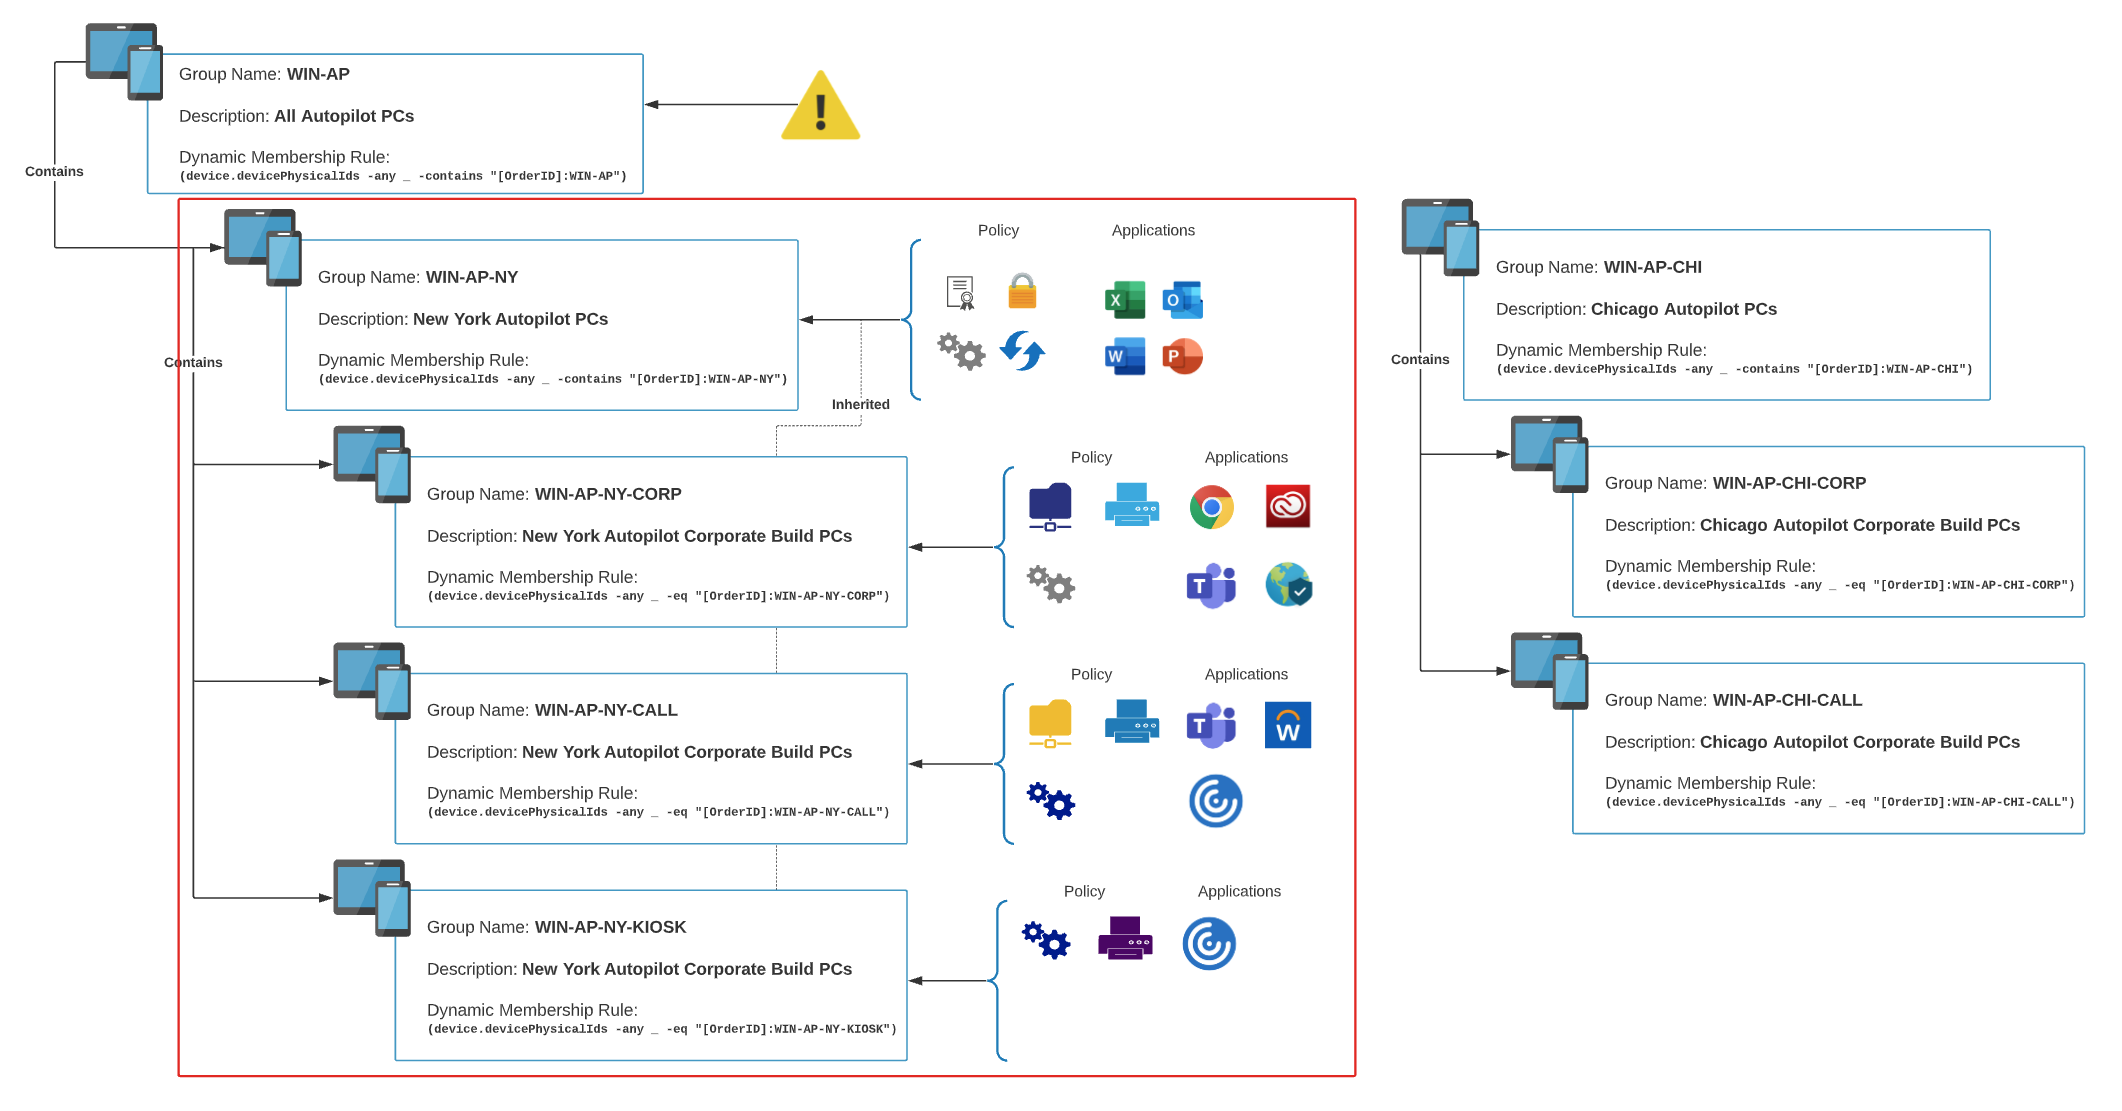 Group Name: WIN-AP
Description: All Autopilot PCs
Dynamic Membership Rule:
(device.devicePhysicalIds -any _ -contains "[OrderID]:WIN-AP")
Contains
Group Name: WIN-AP-NY
Description: New York Autopilot PCs
Dynamic Membership Rule:
(device.devicePhysicalIds -any _ -contains "[OrderID]:WIN-AP-NY")
Policy
Applications
X
O
W
P
Contains
Inherited
Group Name: WIN-AP-NY-CORP
Description: New York Autopilot Corporate Build PCs
Dynamic Membership Rule:
(device.devicePhysicalIds -any _ -eq "[OrderID]:WIN-AP-NY-CORP")
Policy
Applications
T
Group Name: WIN-AP-NY-CALL
Description: New York Autopilot Corporate Build PCs
Dynamic Membership Rule:
(device.devicePhysicalIds -any _ -eq "[OrderID]:WIN-AP-NY-CALL")
Policy
Applications
T
W
Group Name: WIN-AP-NY-KIOSK
Description: New York Autopilot Corporate Build PCs
Dynamic Membership Rule:
(device.devicePhysicalIds -any _ -eq "[OrderID]:WIN-AP-NY-KIOSK")
Policy
Applications
Group Name: WIN-AP-CHI
Description: Chicago Autopilot PCs
Dynamic Membership Rule:
(device.devicePhysicalIds -any _ -contains "[OrderID]:WIN-AP-CHI")
Contains
Group Name: WIN-AP-CHI-CORP
Description: Chicago Autopilot Corporate Build PCs
Dynamic Membership Rule:
(device.devicePhysicalIds -any _ -eq "[OrderID]:WIN-AP-CHI-CORP")
Group Name: WIN-AP-CHI-CALL
Description: Chicago Autopilot Corporate Build PCs
Dynamic Membership Rule:
(device.devicePhysicalIds -any _ -eq "[OrderID]:WIN-AP-CHI-CALL")